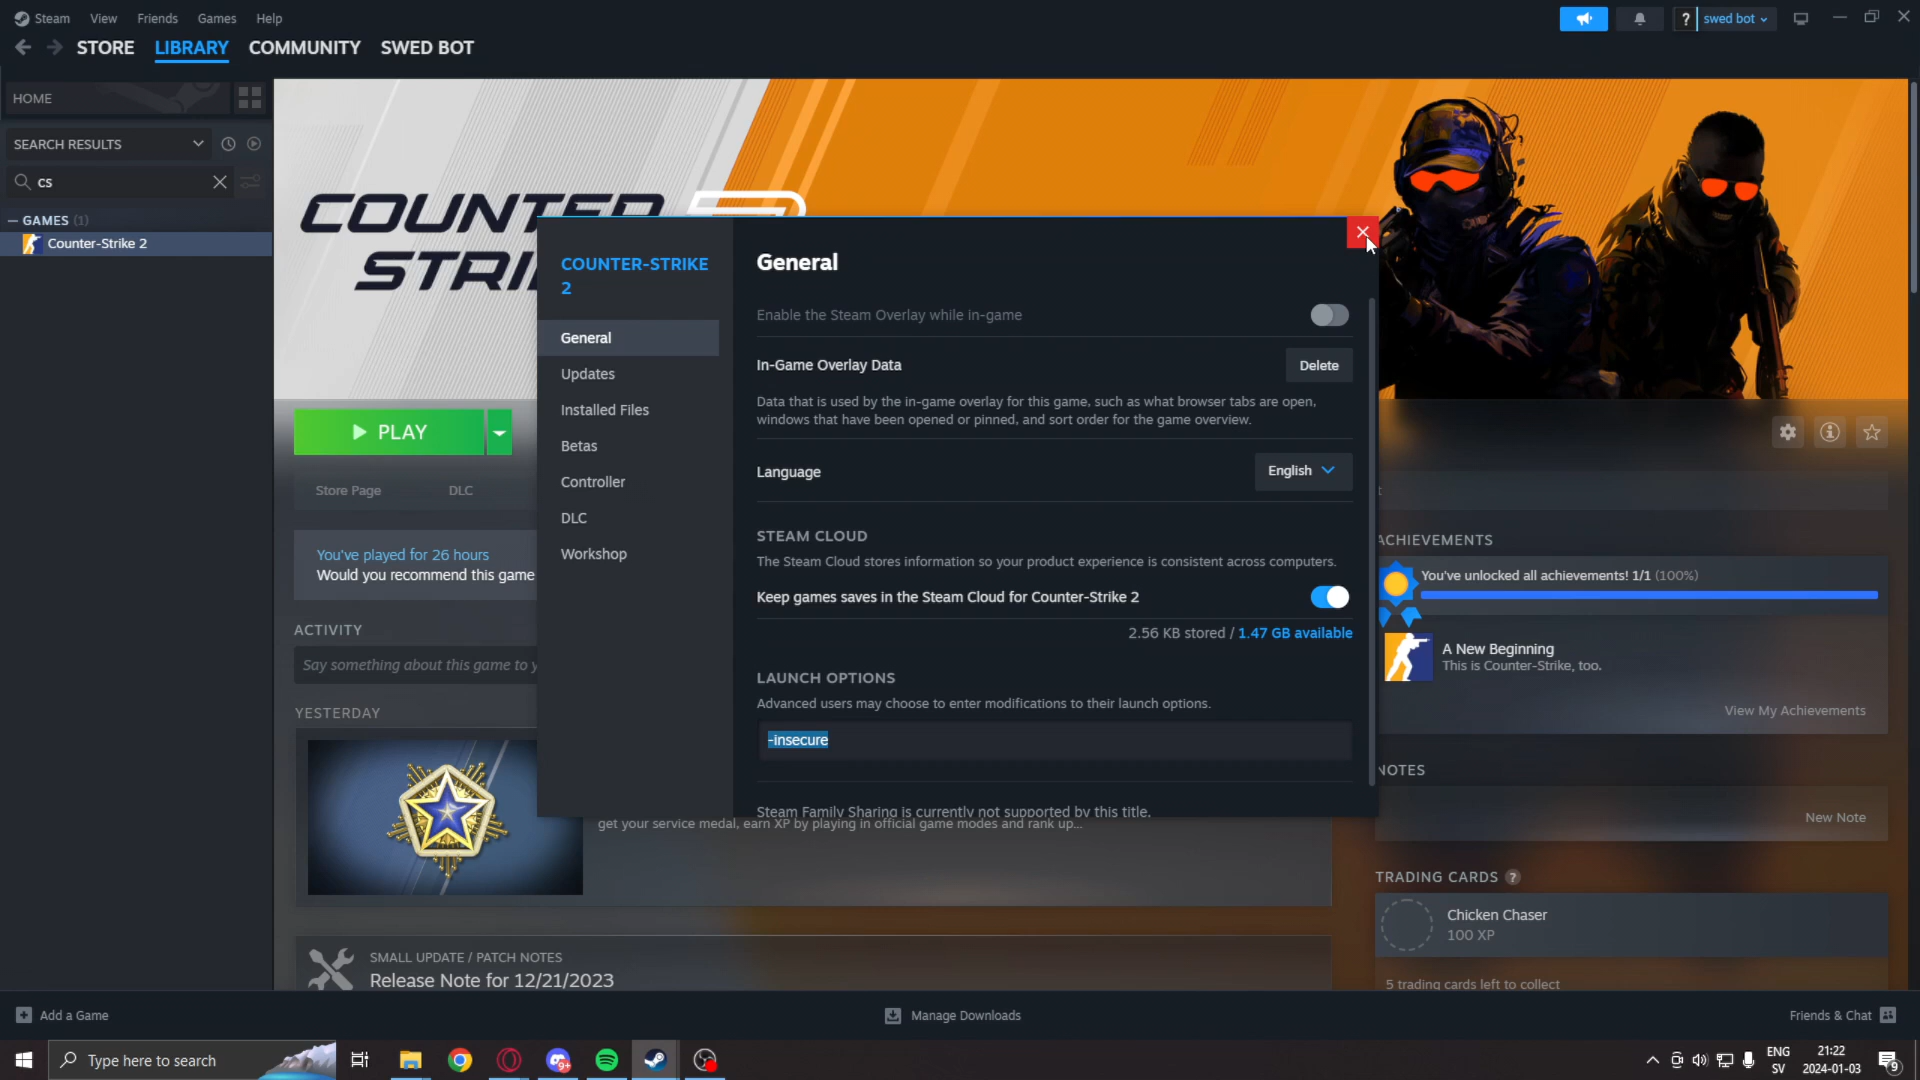 Steam View Friends Games Help
? swed bot
STORE LIBRARY COMMUNITY SWED BOT
HOME
SEARCH RESULTS
cs
GAMES (1)
Counter-Strike 2
COUNTER
STRI
COUNTER-STRIKE
2
General
Updates
Installed Files
Betas
Controller
DLC
Workshop
General
Enable the Steam Overlay while in-game
In-Game Overlay Data
Delete
Data that is used by the in-game overlay for this game, such as what browser tabs are open,
windows that have been opened or pinned, and sort order for the game overview.
Language
English
STEAM CLOUD
The Steam Cloud stores information so your product experience is consistent across computers.
Keep games saves in the Steam Cloud for Counter-Strike 2
2.56 KB stored / 1.47 GB available
LAUNCH OPTIONS
Advanced users may choose to enter modifications to their launch options.
-insecure
Steam Family Sharing is currently not supported by this title.
PLAY
Store Page DLC
You've played for 26 hours
Would you recommend this game
ACTIVITY
Say something about this game to y
YESTERDAY
get your service medal, earn XP by playing in official game modes and rank up...
SMALL UPDATE / PATCH NOTES
Release Note for 12/21/2023
ACHIEVEMENTS
You've unlocked all achievements! 1/1 (100%)
A New Beginning
This is Counter-Strike, too.
View My Achievements
NOTES
New Note
TRADING CARDS ?
Chicken Chaser
100 XP
5 trading cards left to collect
Add a Game
Manage Downloads
Friends & Chat
Type here to search
9+
ENG
SV
21:22
2024-01-03
9